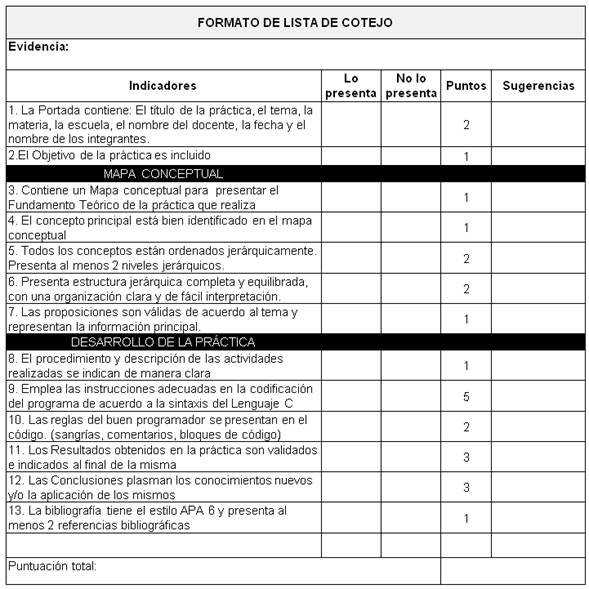 FORMATO DE LISTA DE COTEJO
Evidencia:
Indicadores Lo presenta No lo presenta Puntos Sugerencias
1. La Portada contiene: El título de la práctica, el tema, la
materia, la escuela, el nombre del docente, la fecha y el
nombre de los integrantes.
2
2.El Objetivo de la práctica es incluido 1
MAPA CONCEPTUAL
3. Contiene un Mapa conceptual para presentar el
Fundamento Teórico de la práctica que realiza
1
4. El concepto principal está bien identificado en el mapa
conceptual
1
5. Todos los conceptos están ordenados jerárquicamente.
Presenta al menos 2 niveles jerárquicos.
2
6. Presenta estructura jerárquica completa y equilibrada,
con una organización clara y de fácil interpretación.
2
7. Las proposiciones son válidas de acuerdo al tema y
representan la información principal.
1
DESARROLLO DE LA PRÁCTICA
8. El procedimiento y descripción de las actividades
realizadas se indican de manera clara
1
9. Emplea las instrucciones adecuadas en la codificación
del programa de acuerdo a la sintaxis del Lenguaje C
5
10. Las reglas del buen programador se presentan en el
código. (sangrías, comentarios, bloques de código)
2
11. Los Resultados obtenidos en la práctica son validados
e indicados al final de la misma
3
12. Las Conclusiones plasman los conocimientos nuevos
y/o la aplicación de los mismos
3
13. La bibliografía tiene el estilo APA 6 y presenta al
menos 2 referencias bibliográficas
1
Puntuación total: